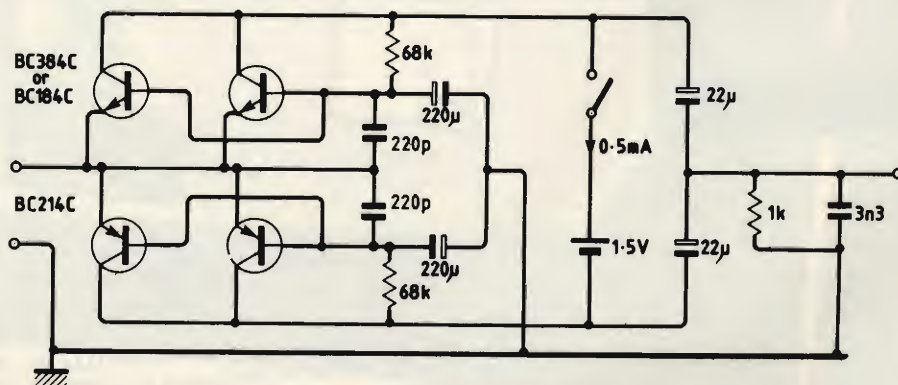 BC384C
or
BC184C
68k
220μ
22μ
220p
0·5mA
BC214C
220p
1k
3n3
220μ
1·5V
22μ
68k